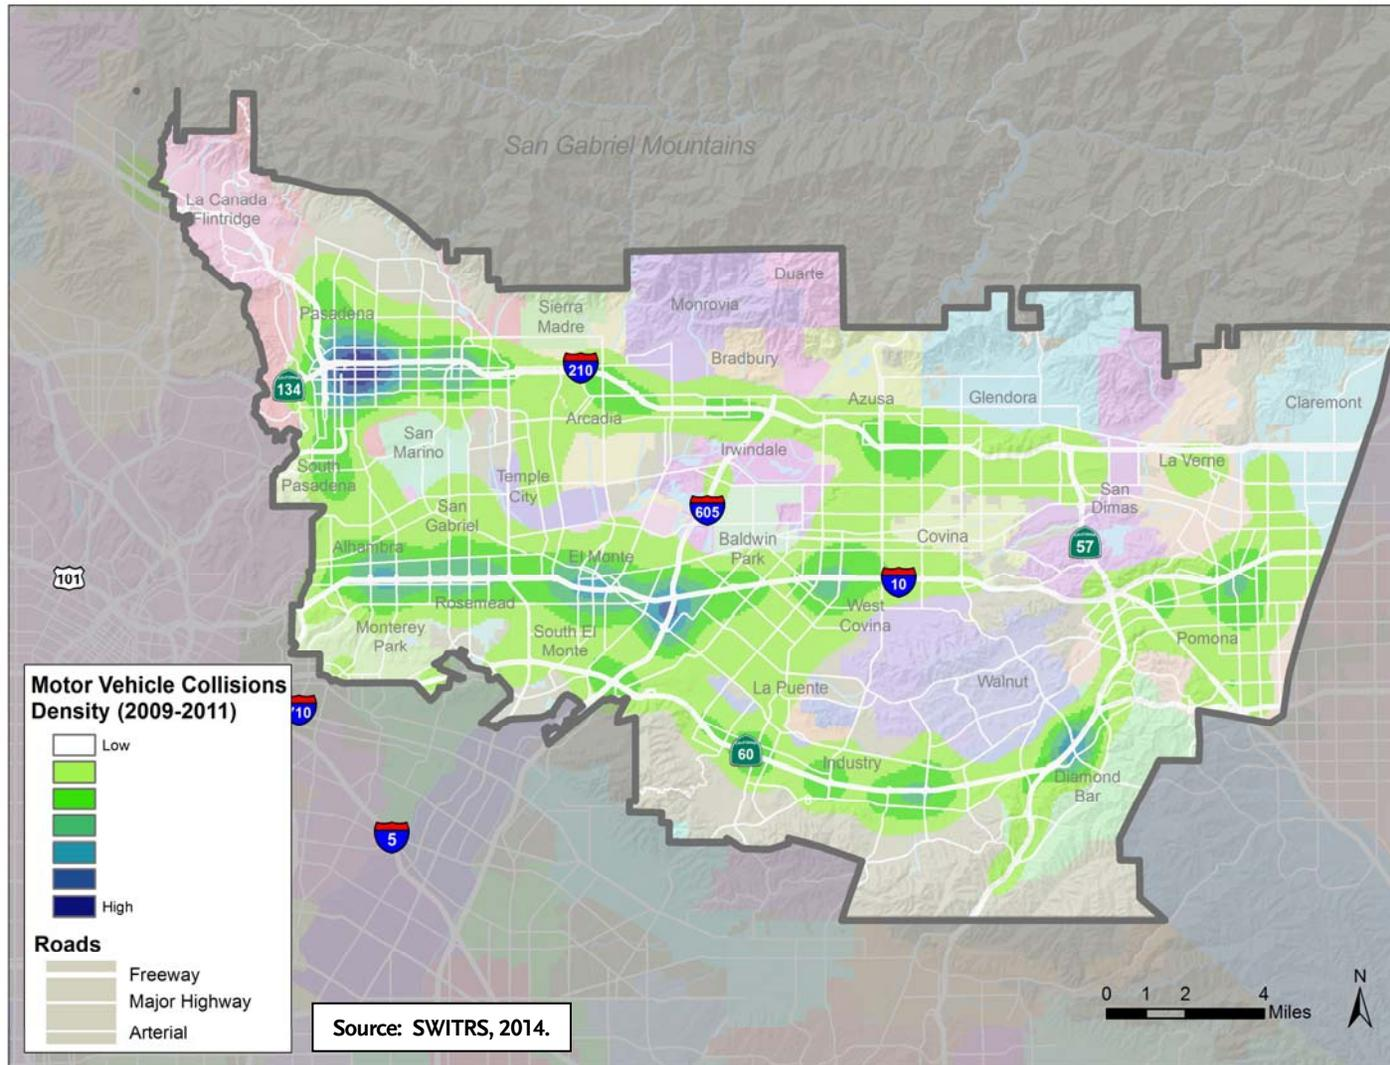 San Gabriel Mountains
La Canada
Flintridge
Duarte
Monrovia
Sierra
Madre
Pasadena
Bradbury
210
CALIFORNIA
134
Azusa
Glendora
Claremont
Arcadia
San
Marino
Irwindale
La Verne
South
Pasadena
Temple
City
San
Dimas
San
Gabriel
605
Baldwin
Park
Covina
CALIFORNIA
57
Alhambra
El Monte
101
10
Rosemead
West
Covina
Monterey
Park
South El
Monte
Pomona
La Puente
Walnut
710
CALIFORNIA
60
Industry
Diamond
Bar
5
Motor Vehicle Collisions
Density (2009-2011)
Low
High
Roads
Freeway
Major Highway
Arterial
Source: SWITRS, 2014.
0 1 2 4
Miles
N